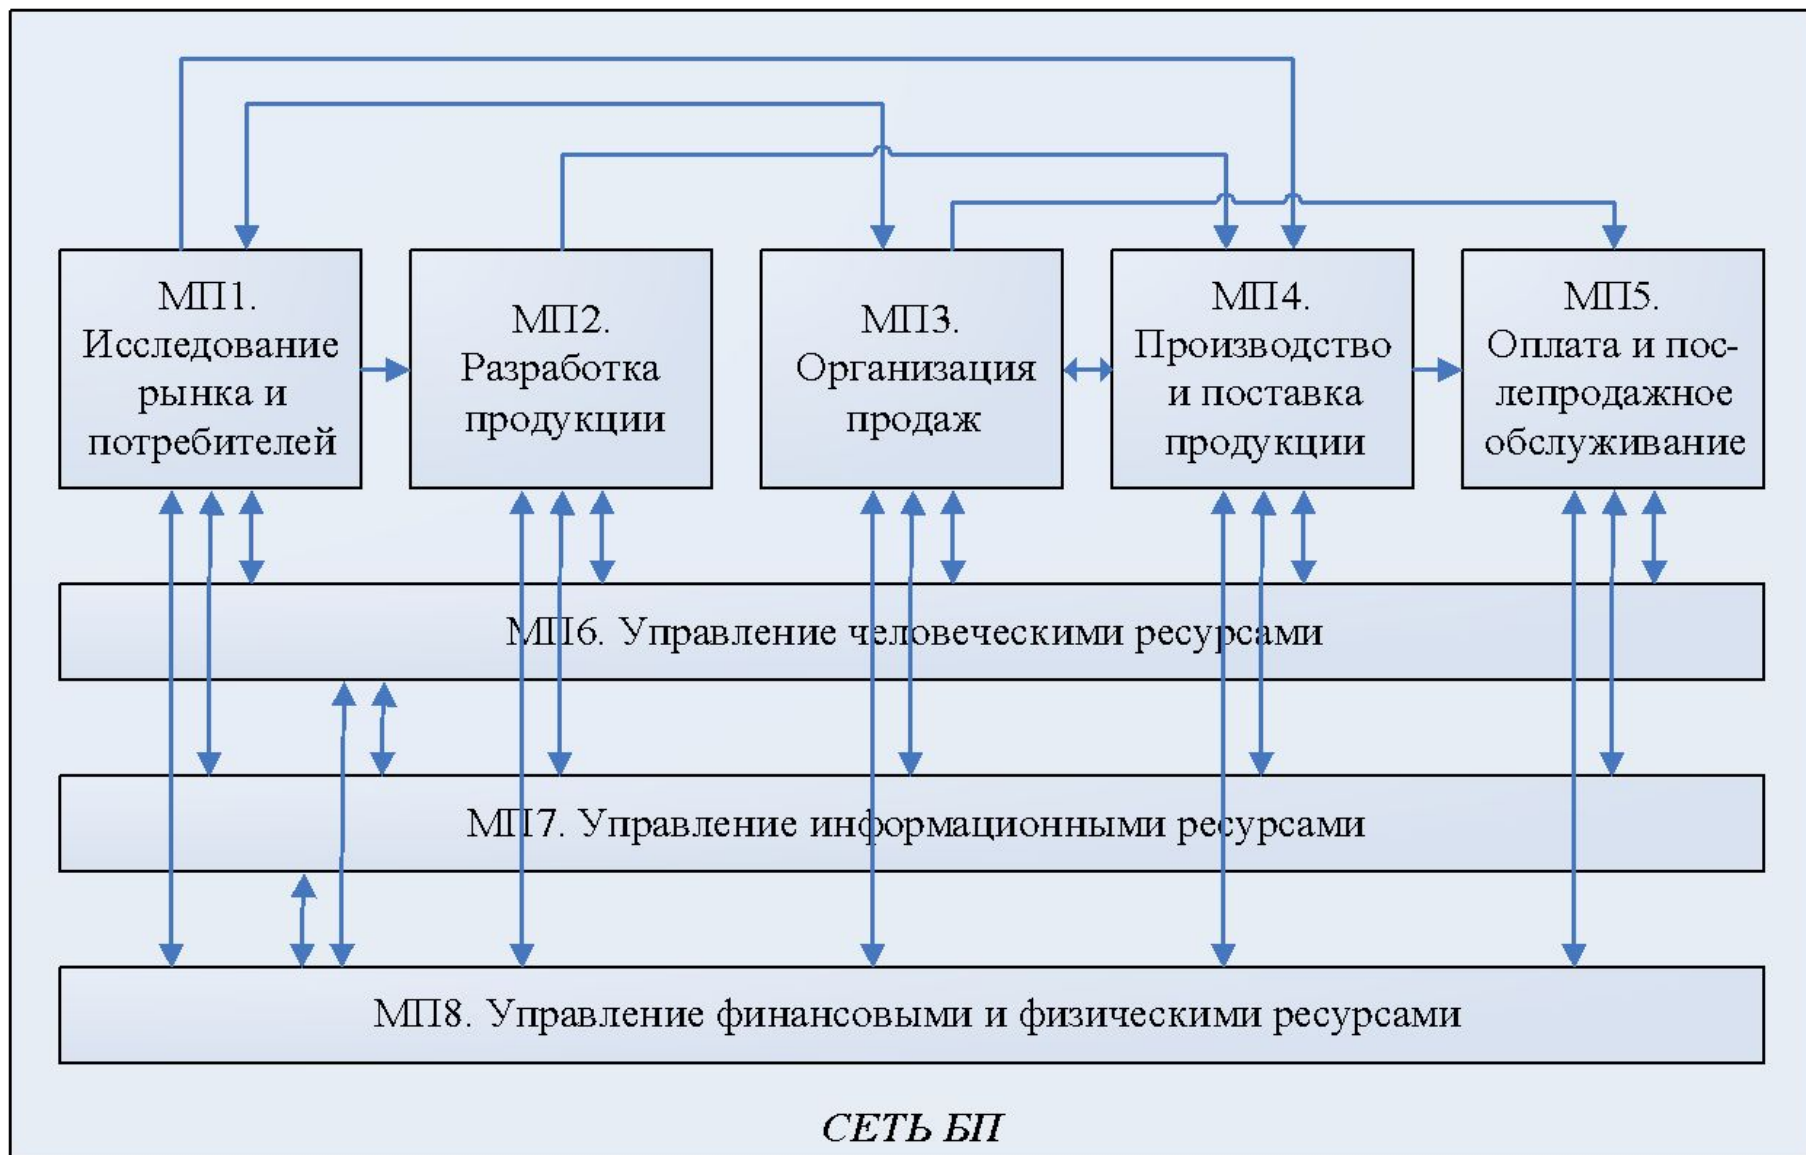 МП1.
Исследование
рынка и
потребителей
МП2.
Разработка
продукции
МП3.
Организация
продаж
МП4.
Производство
и поставка
продукции
МП5.
Оплата и пос-
лепродажное
обслуживание
МП6. Управление человеческими ресурсами
МП7. Управление информационными ресурсами
МП8. Управление финансовыми и физическими ресурсами
СЕТЬ БП